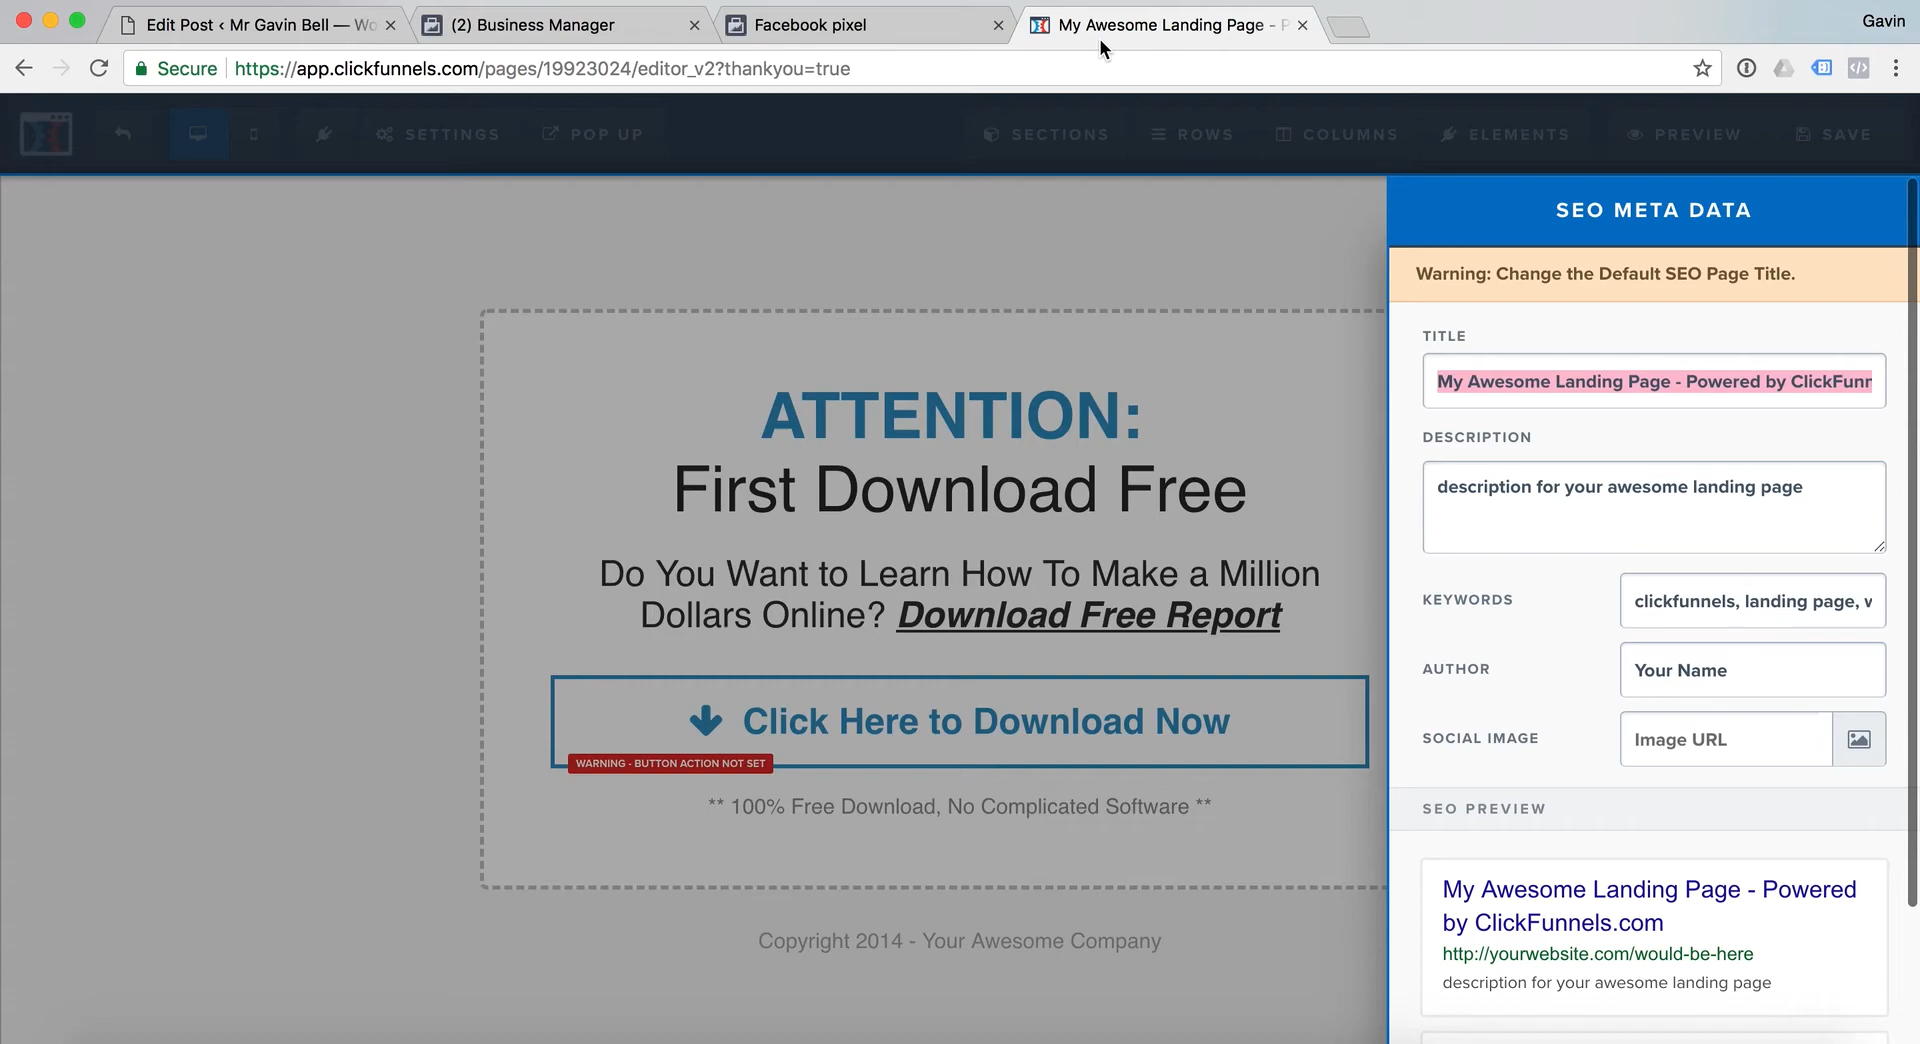 Edit Post ‹ Mr Gavin Bell — Wo
(2) Business Manager
Facebook pixel
My Awesome Landing Page - P
Gavin
Secure
https://app.clickfunnels.com/pages/19923024/editor_v2?thankyou=true
SETTINGS
POP UP
SECTIONS
ROWS
COLUMNS
ELEMENTS
PREVIEW
SAVE
ATTENTION:
First Download Free
Do You Want to Learn How To Make a Million
Dollars Online? Download Free Report
Click Here to Download Now
WARNING - BUTTON ACTION NOT SET
** 100% Free Download, No Complicated Software **
Copyright 2014 - Your Awesome Company
SEO META DATA
Warning: Change the Default SEO Page Title.
TITLE
My Awesome Landing Page - Powered by ClickFunn
DESCRIPTION
description for your awesome landing page
KEYWORDS
clickfunnels, landing page, w
AUTHOR
Your Name
SOCIAL IMAGE
Image URL
SEO PREVIEW
My Awesome Landing Page - Powered
by ClickFunnels.com
http://yourwebsite.com/would-be-here
description for your awesome landing page